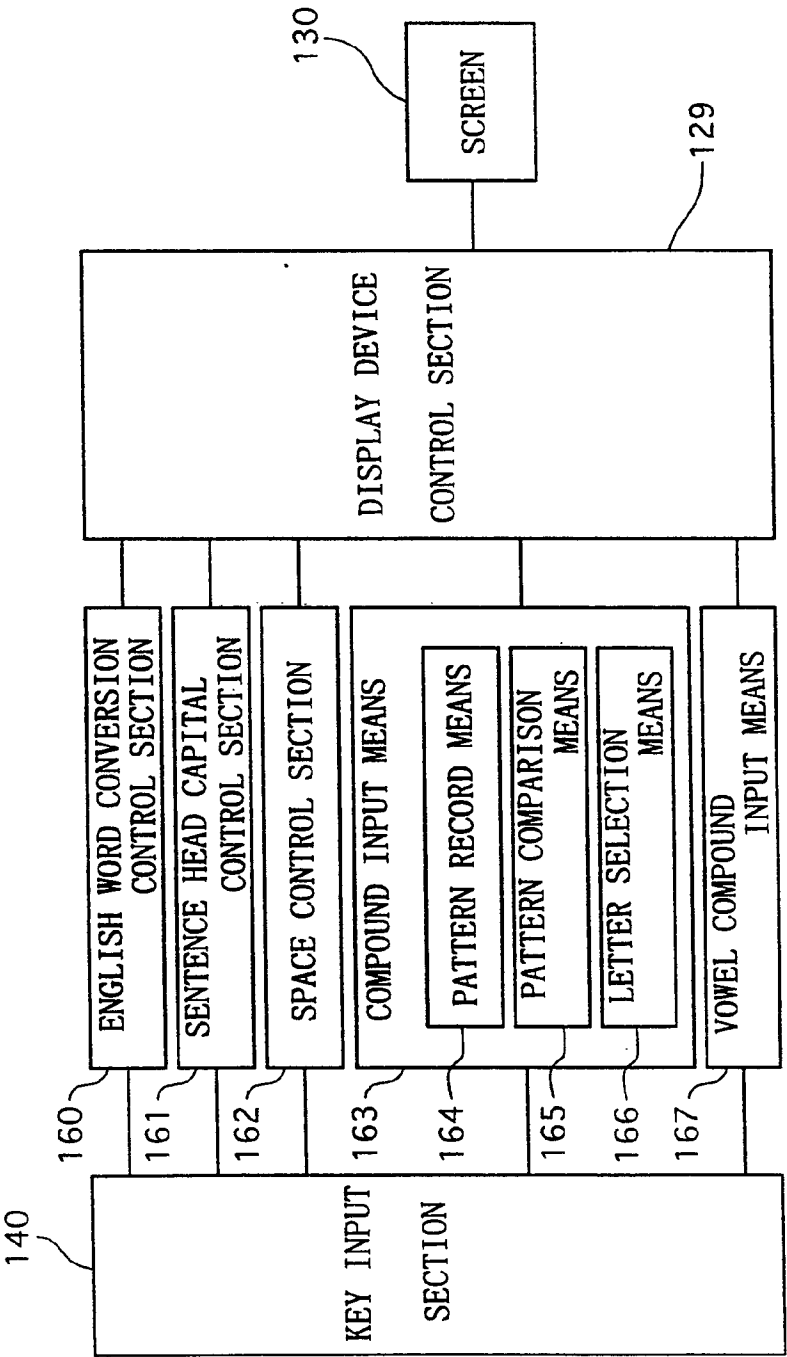 140
KEY INPUT
SECTION
160
ENGLISH WORD CONVERSION
CONTROL SECTION
161
SENTENCE HEAD CAPITAL
CONTROL SECTION
162
SPACE CONTROL SECTION
163
COMPOUND INPUT MEANS
164
PATTERN RECORD MEANS
165
PATTERN COMPARISON
MEANS
166
LETTER SELECTION
MEANS
167
VOWEL COMPOUND
INPUT MEANS
DISPLAY DEVICE
CONTROL SECTION
129
130
SCREEN